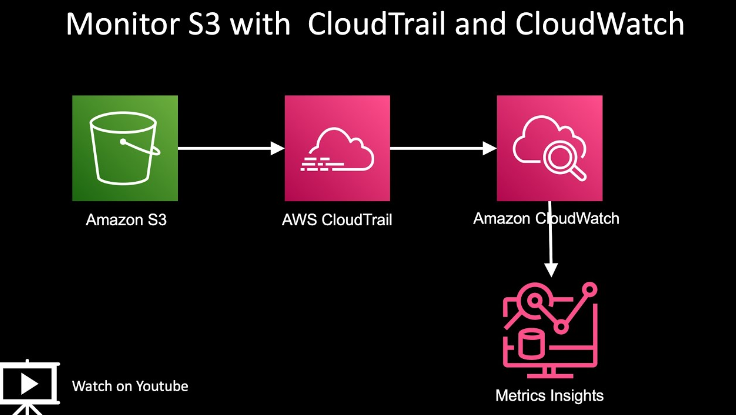 Monitor S3 with CloudTrail and CloudWatch
Amazon S3
AWS CloudTrail
Amazon CloudWatch
Metrics Insights
Watch on Youtube